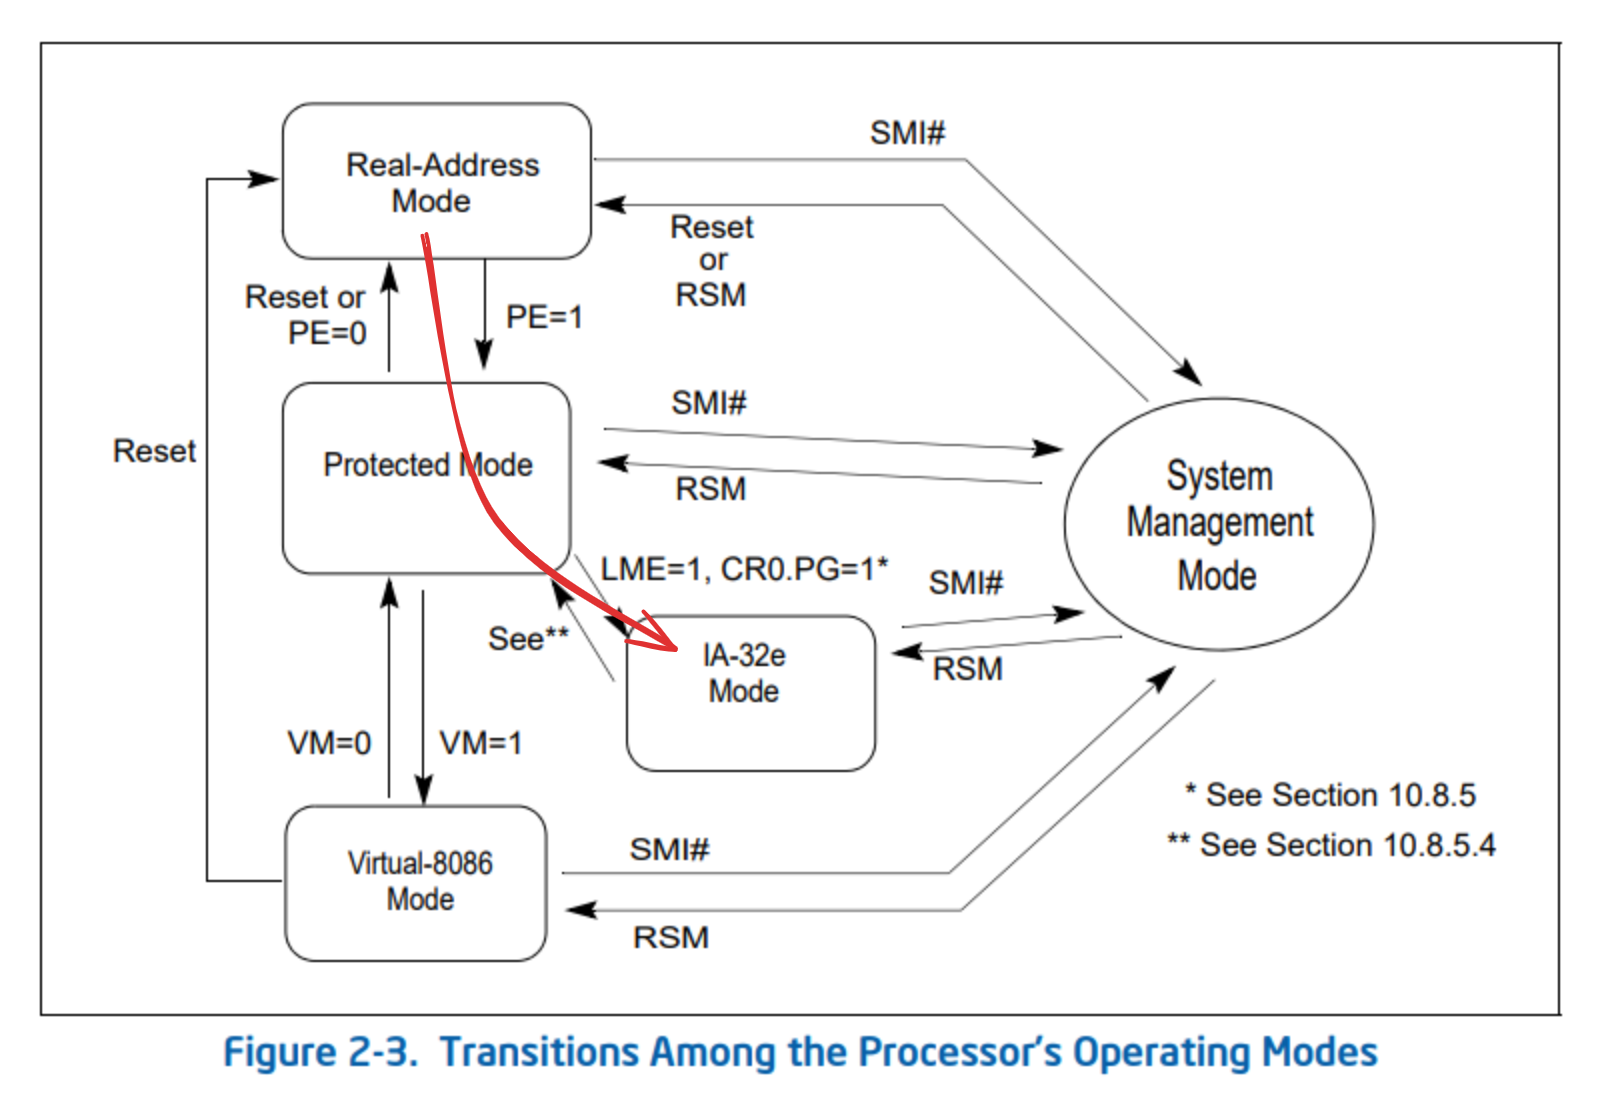 SMI#
Real-Address
Mode
Reset
or
RSM
Reset or
PE=0
PE=1
SMI#
Reset
Protected Mode
RSM
System
Management
Mode
LME=1, CR0.PG=1*
SMI#
See**
IA-32e
Mode
RSM
VM=0
VM=1
* See Section 10.8.5
** See Section 10.8.5.4
SMI#
Virtual-8086
Mode
RSM
Figure 2-3. Transitions Among the Processor's Operating Modes